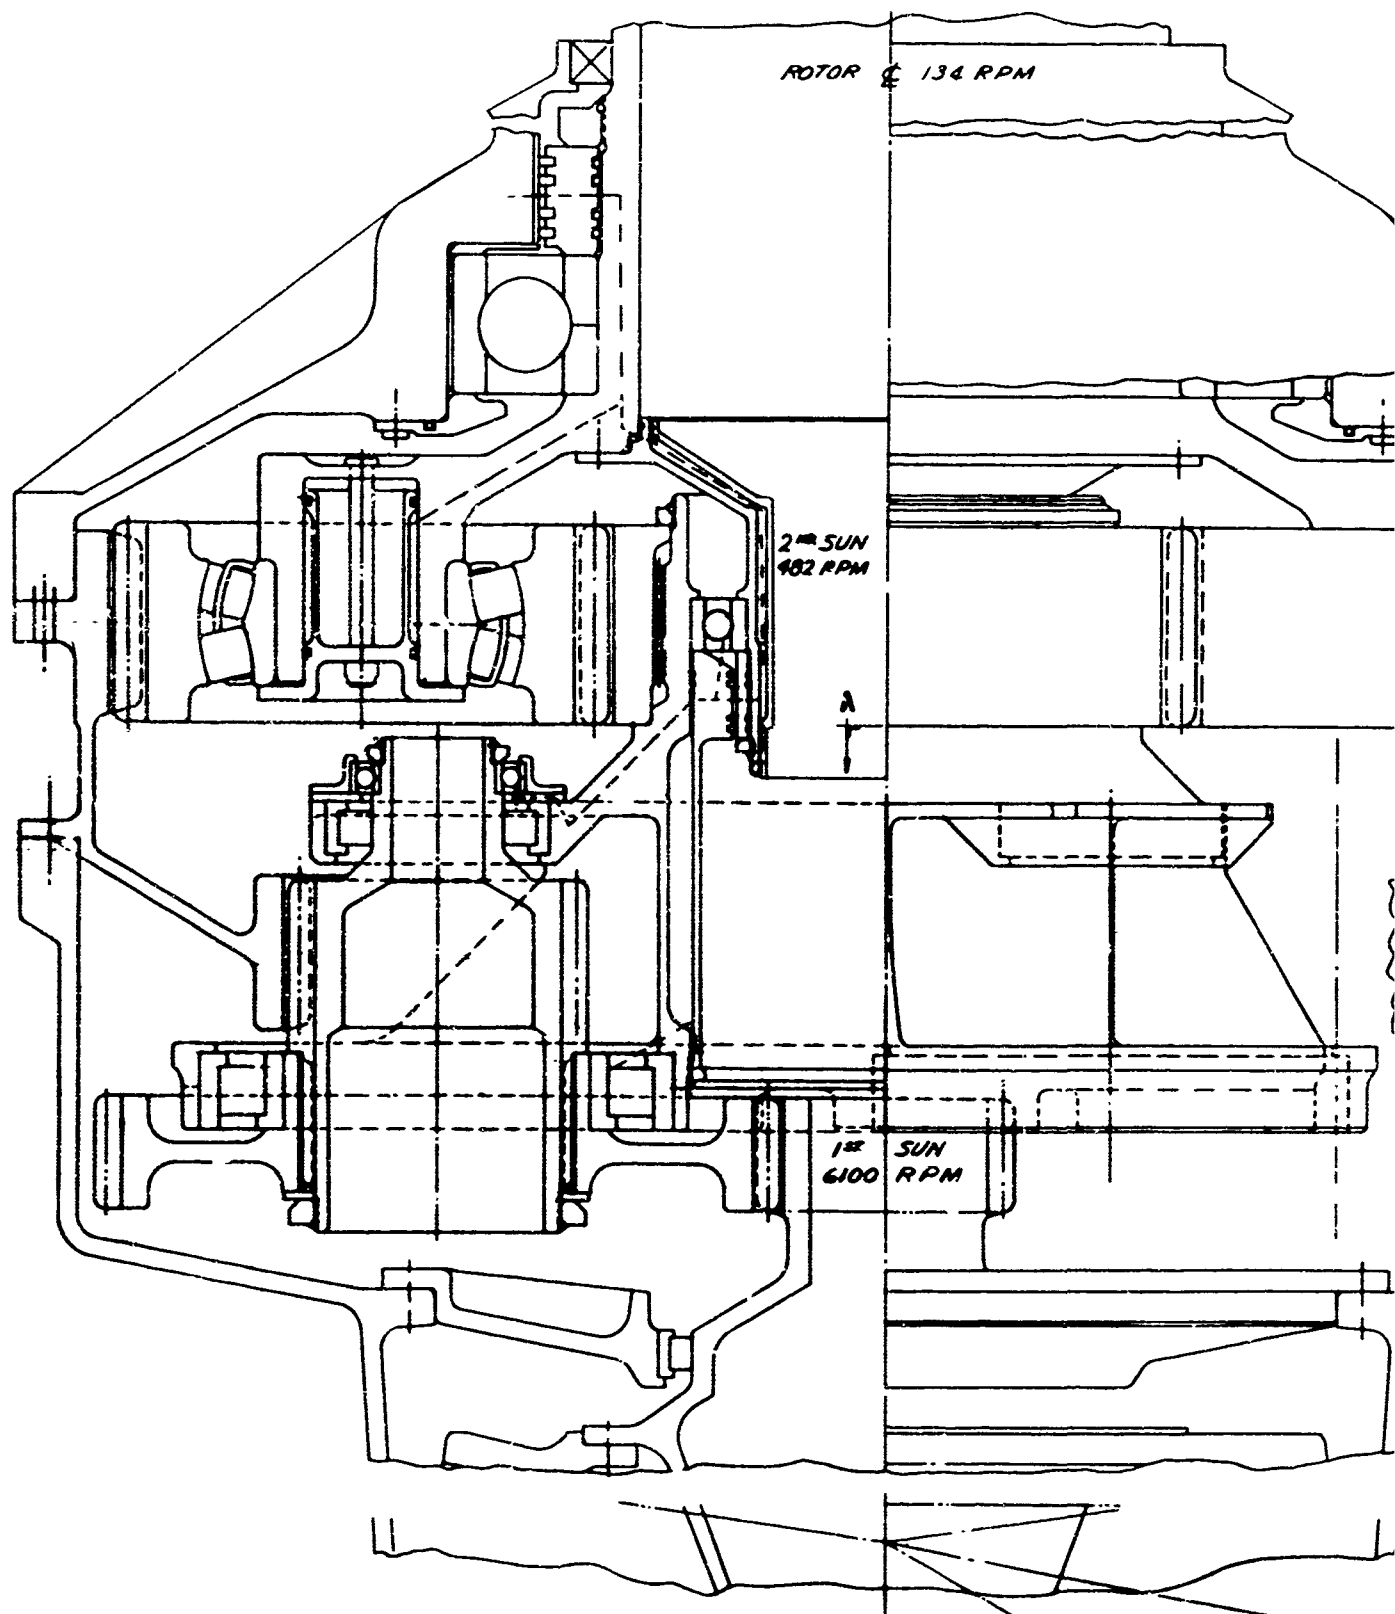 ROTOR ℄ 134 RPM
2ND SUN
482 RPM
A
1ST SUN
6100 RPM